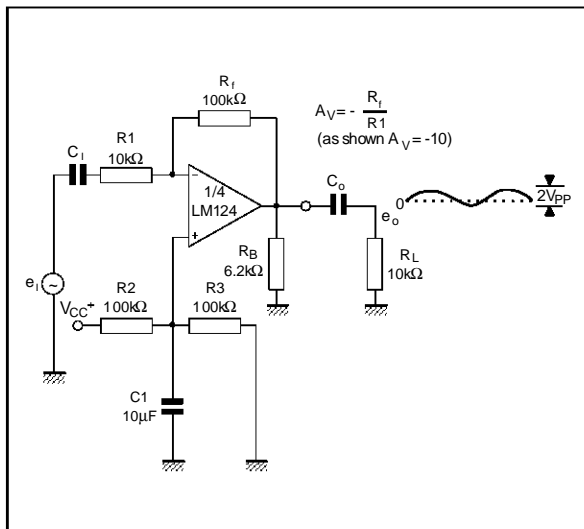 R_f
100kΩ
A_V = - R_f / R1
(as shown A_V = -10)
R1
10kΩ
C_I
1/4
LM124
C_o
0
2V_PP
e_o
R_B
6.2kΩ
R_L
10kΩ
e_I
V_CC+
R2
100kΩ
R3
100kΩ
C1
10µF